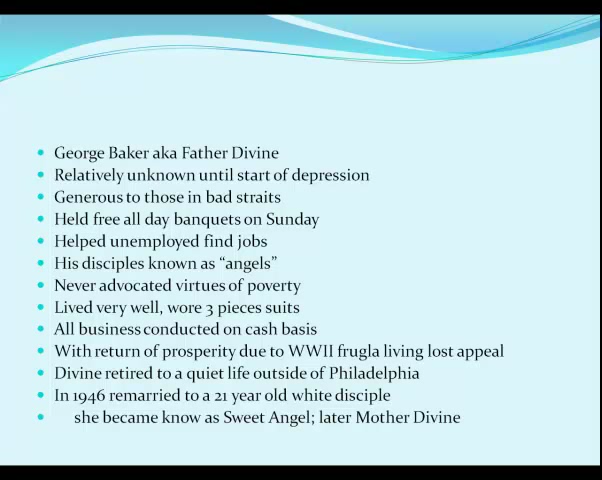 George Baker aka Father Divine
Relatively unknown until start of depression
Generous to those in bad straits
Held free all day banquets on Sunday
Helped unemployed find jobs
His disciples known as “angels”
Never advocated virtues of poverty
Lived very well, wore 3 pieces suits
All business conducted on cash basis
With return of prosperity due to WWII frugla living lost appeal
Divine retired to a quiet life outside of Philadelphia
In 1946 remarried to a 21 year old white disciple
she became know as Sweet Angel; later Mother Divine